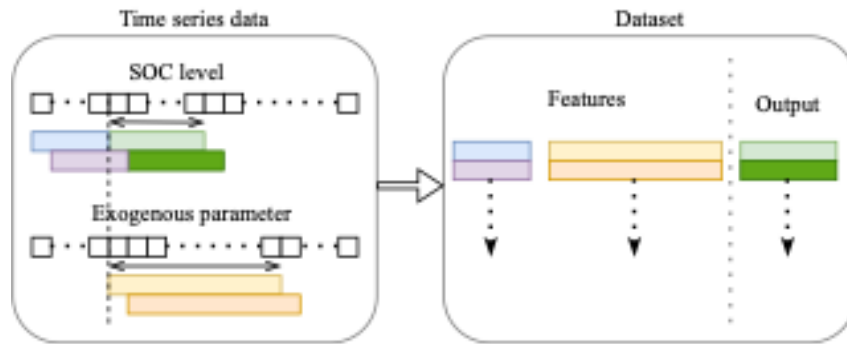 Time series data
SOC level
Exogenous parameter
Dataset
Features
Output